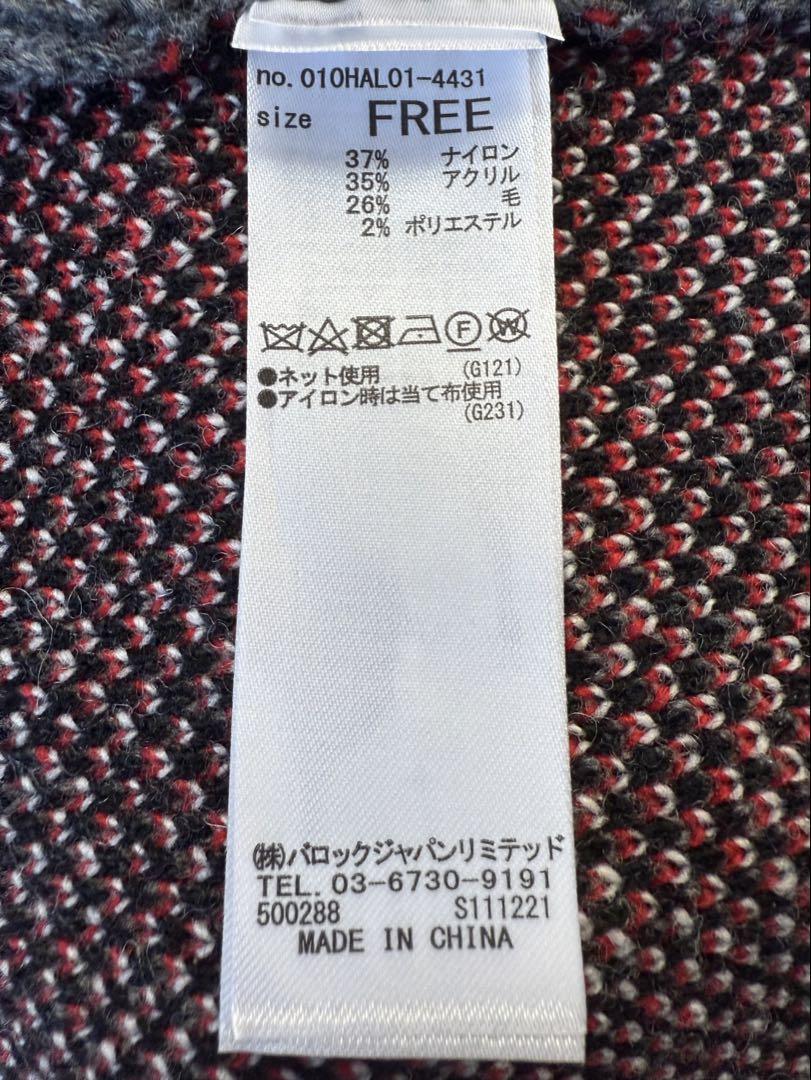 no. 010HAL01-4431
size FREE
37% ナイロン
35% アクリル
26% 毛
2% ポリエステル
F W
●ネット使用 (G121)
●アイロン時は当て布使用
(G231)
㈱バロックジャパンリミテッド
TEL. 03-6730-9191
500288 S111221
MADE IN CHINA